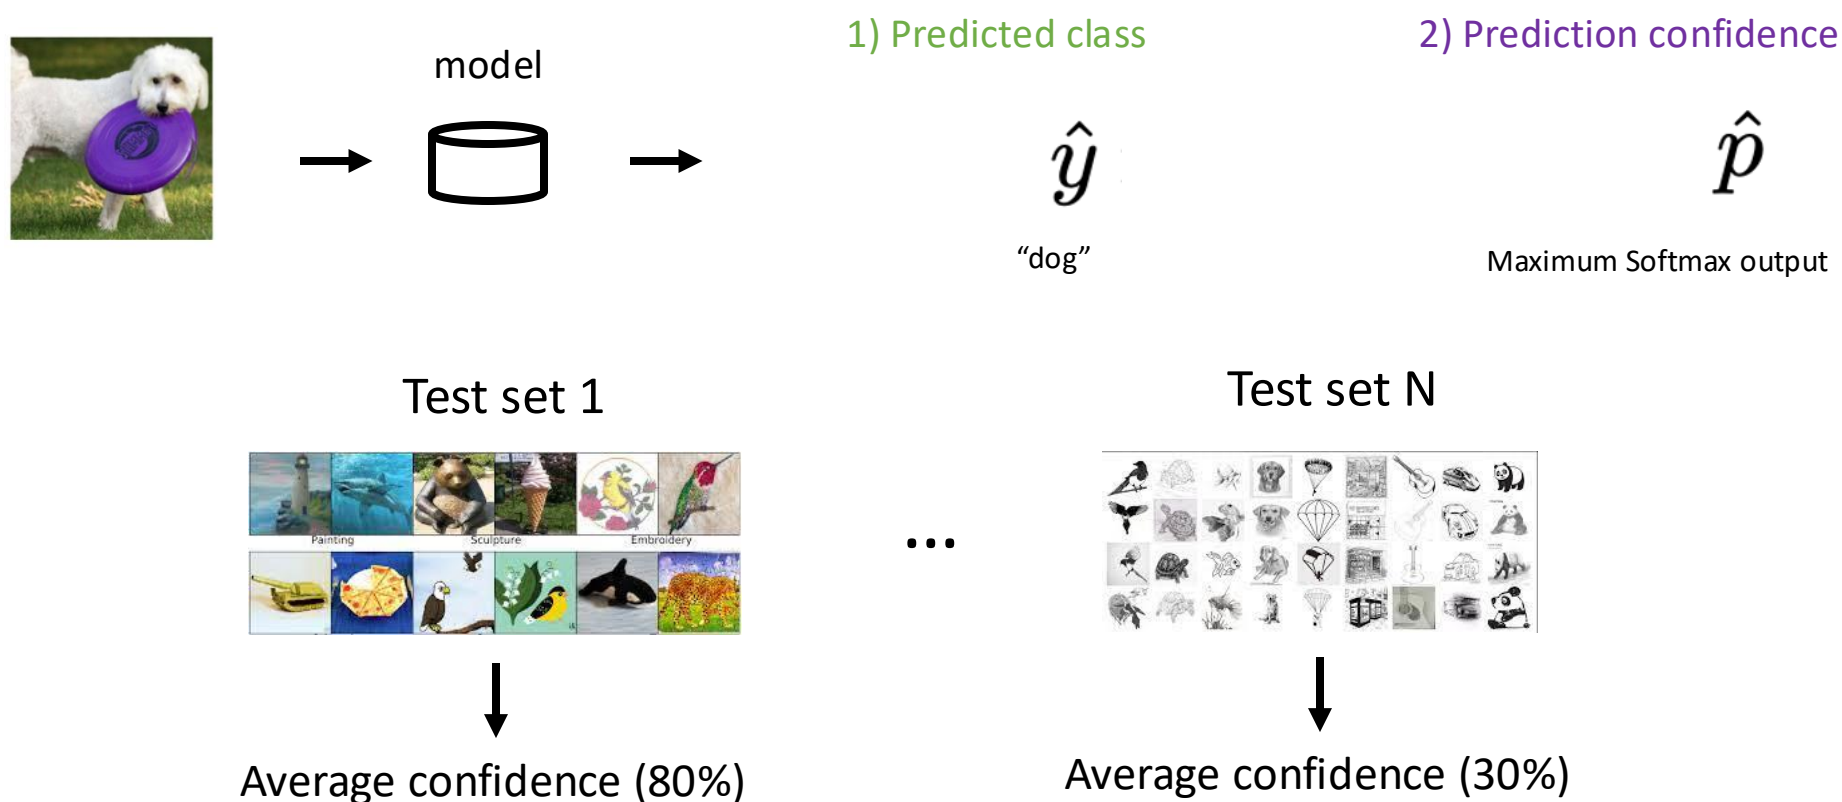 1) Predicted class
2) Prediction confidence
model
ŷ
p̂
“dog”
Maximum Softmax output
Test set 1
Test set N
Painting
Sculpture
Embroidery
...
Average confidence (80%)
Average confidence (30%)